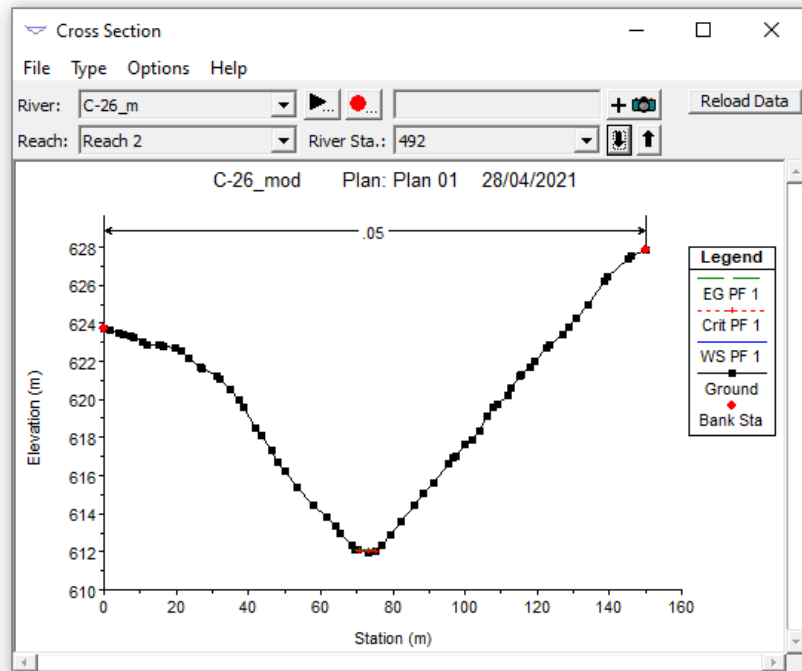 Cross Section
File Type Options Help
River: C-26_m
Reload Data
Reach: Reach 2 River Sta.: 492
C-26_mod Plan: Plan 01 28/04/2021
.05
628
626
624
622
620
618
616
614
612
610
Elevation (m)
0 20 40 60 80 100 120 140 160
Station (m)
Legend
EG PF 1
Crit PF 1
WS PF 1
Ground
Bank Sta